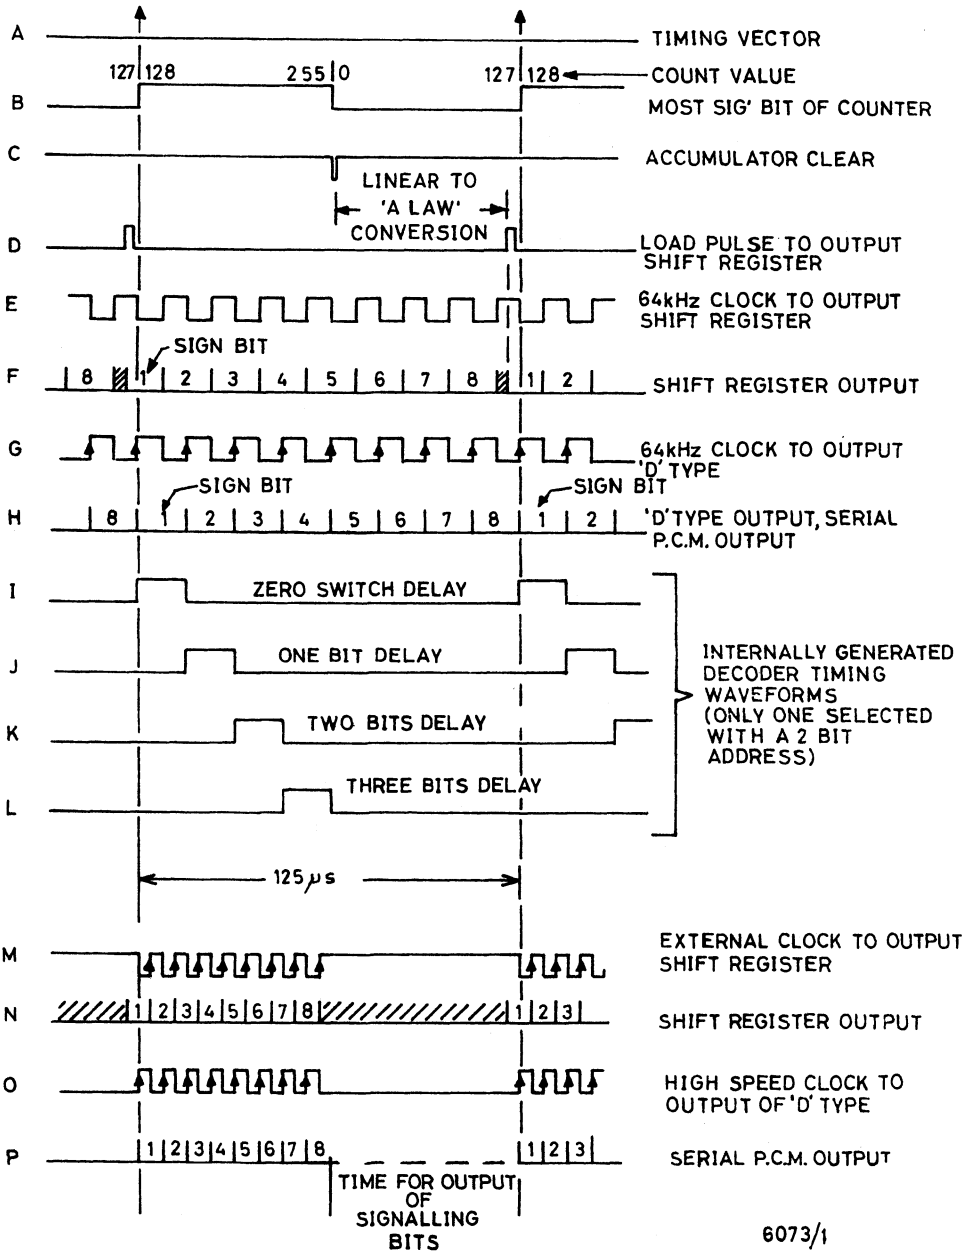 A TIMING VECTOR
127 128 255 0 127 128 COUNT VALUE
B MOST SIG' BIT OF COUNTER
C ACCUMULATOR CLEAR
LINEAR TO
'A LAW'
CONVERSION
D LOAD PULSE TO OUTPUT
SHIFT REGISTER
E 64kHz CLOCK TO OUTPUT
SHIFT REGISTER
SIGN BIT
F 8 1 2 3 4 5 6 7 8 1 2 SHIFT REGISTER OUTPUT
G 64kHz CLOCK TO OUTPUT
'D' TYPE
SIGN BIT SIGN BIT
H 8 1 2 3 4 5 6 7 8 1 2 'D' TYPE OUTPUT, SERIAL
P.C.M. OUTPUT
I ZERO SWITCH DELAY
J ONE BIT DELAY
K TWO BITS DELAY
L THREE BITS DELAY
INTERNALLY GENERATED
DECODER TIMING
WAVEFORMS
(ONLY ONE SELECTED
WITH A 2 BIT
ADDRESS)
125 µs
M EXTERNAL CLOCK TO OUTPUT
SHIFT REGISTER
N 1 2 3 4 5 6 7 8 1 2 3 SHIFT REGISTER OUTPUT
O HIGH SPEED CLOCK TO
OUTPUT OF 'D' TYPE
P 1 2 3 4 5 6 7 8 1 2 3 SERIAL P.C.M. OUTPUT
TIME FOR OUTPUT
OF
SIGNALLING
BITS
6073/1